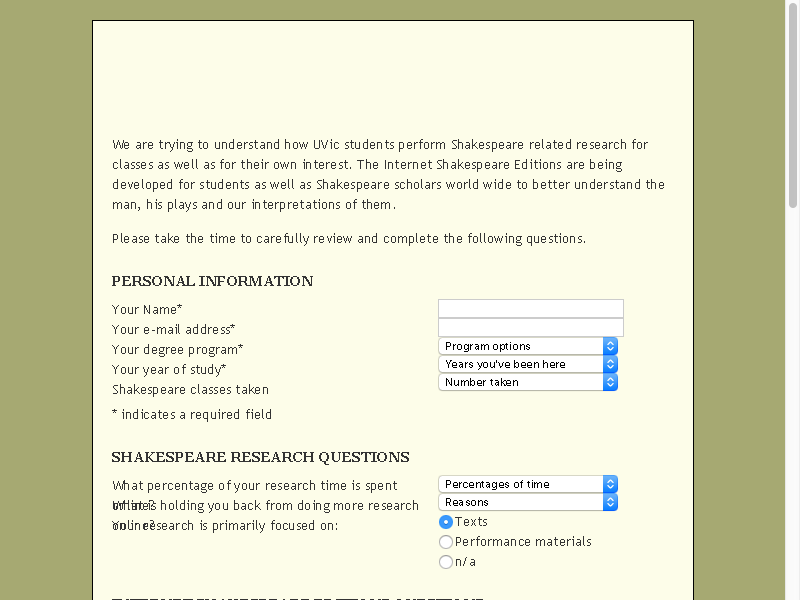 We are trying to understand how UVic students perform Shakespeare related research for
classes as well as for their own interest. The Internet Shakespeare Editions are being
developed for students as well as Shakespeare scholars world wide to better understand the
man, his plays and our interpretations of them.
Please take the time to carefully review and complete the following questions.
PERSONAL INFORMATION
Your Name*
Your e-mail address*
Your degree program* Program options
Your year of study* Years you've been here
Shakespeare classes taken Number taken
* indicates a required field
SHAKESPEARE RESEARCH QUESTIONS
What percentage of your research time is spent Percentages of time
holding you back from doing more research Reasons
research is primarily focused on: Texts
Performance materials
n/a